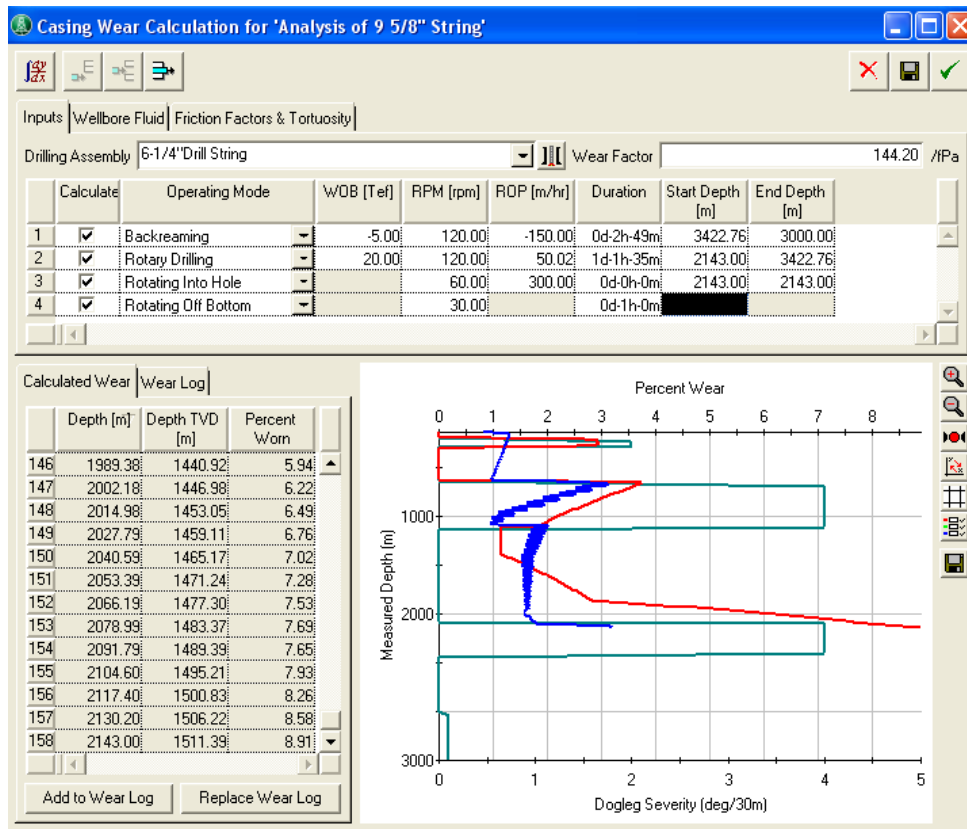 Casing Wear Calculation for 'Analysis of 9 5/8" String'
Inputs Wellbore Fluid Friction Factors & Tortuosity
Drilling Assembly 6-1/4"Drill String Wear Factor 144.20 /fPa
Calculate Operating Mode WOB [Tef] RPM [rpm] ROP [m/hr] Duration Start Depth [m] End Depth [m]
1 Backreaming -5.00 120.00 -150.00 0d-2h-49m 3422.76 3000.00
2 Rotary Drilling 20.00 120.00 50.02 1d-1h-35m 2143.00 3422.76
3 Rotating Into Hole 60.00 300.00 0d-0h-0m 2143.00 2143.00
4 Rotating Off Bottom 30.00 0d-1h-0m
Calculated Wear Wear Log
Depth [m] Depth TVD [m] Percent Worn
146 1989.38 1440.92 5.94
147 2002.18 1446.98 6.22
148 2014.98 1453.05 6.49
149 2027.79 1459.11 6.76
150 2040.59 1465.17 7.02
151 2053.39 1471.24 7.28
152 2066.19 1477.30 7.53
153 2078.99 1483.37 7.69
154 2091.79 1489.39 7.65
155 2104.60 1495.21 7.93
156 2117.40 1500.83 8.26
157 2130.20 1506.22 8.58
158 2143.00 1511.39 8.91
Add to Wear Log Replace Wear Log
Percent Wear
0 1 2 3 4 5 6 7 8
Measured Depth [m]
1000
2000
3000
0 1 2 3 4 5
Dogleg Severity (deg/30m)